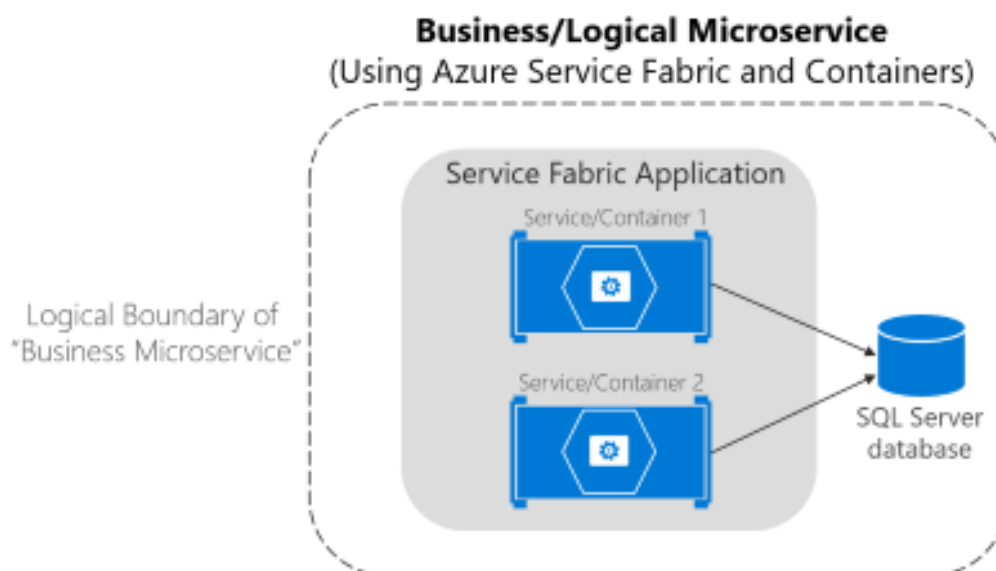 Business/Logical Microservice
(Using Azure Service Fabric and Containers)
Service Fabric Application
Service/Container 1
Logical Boundary of
"Business Microservice"
Service/Container 2
SQL Server
database